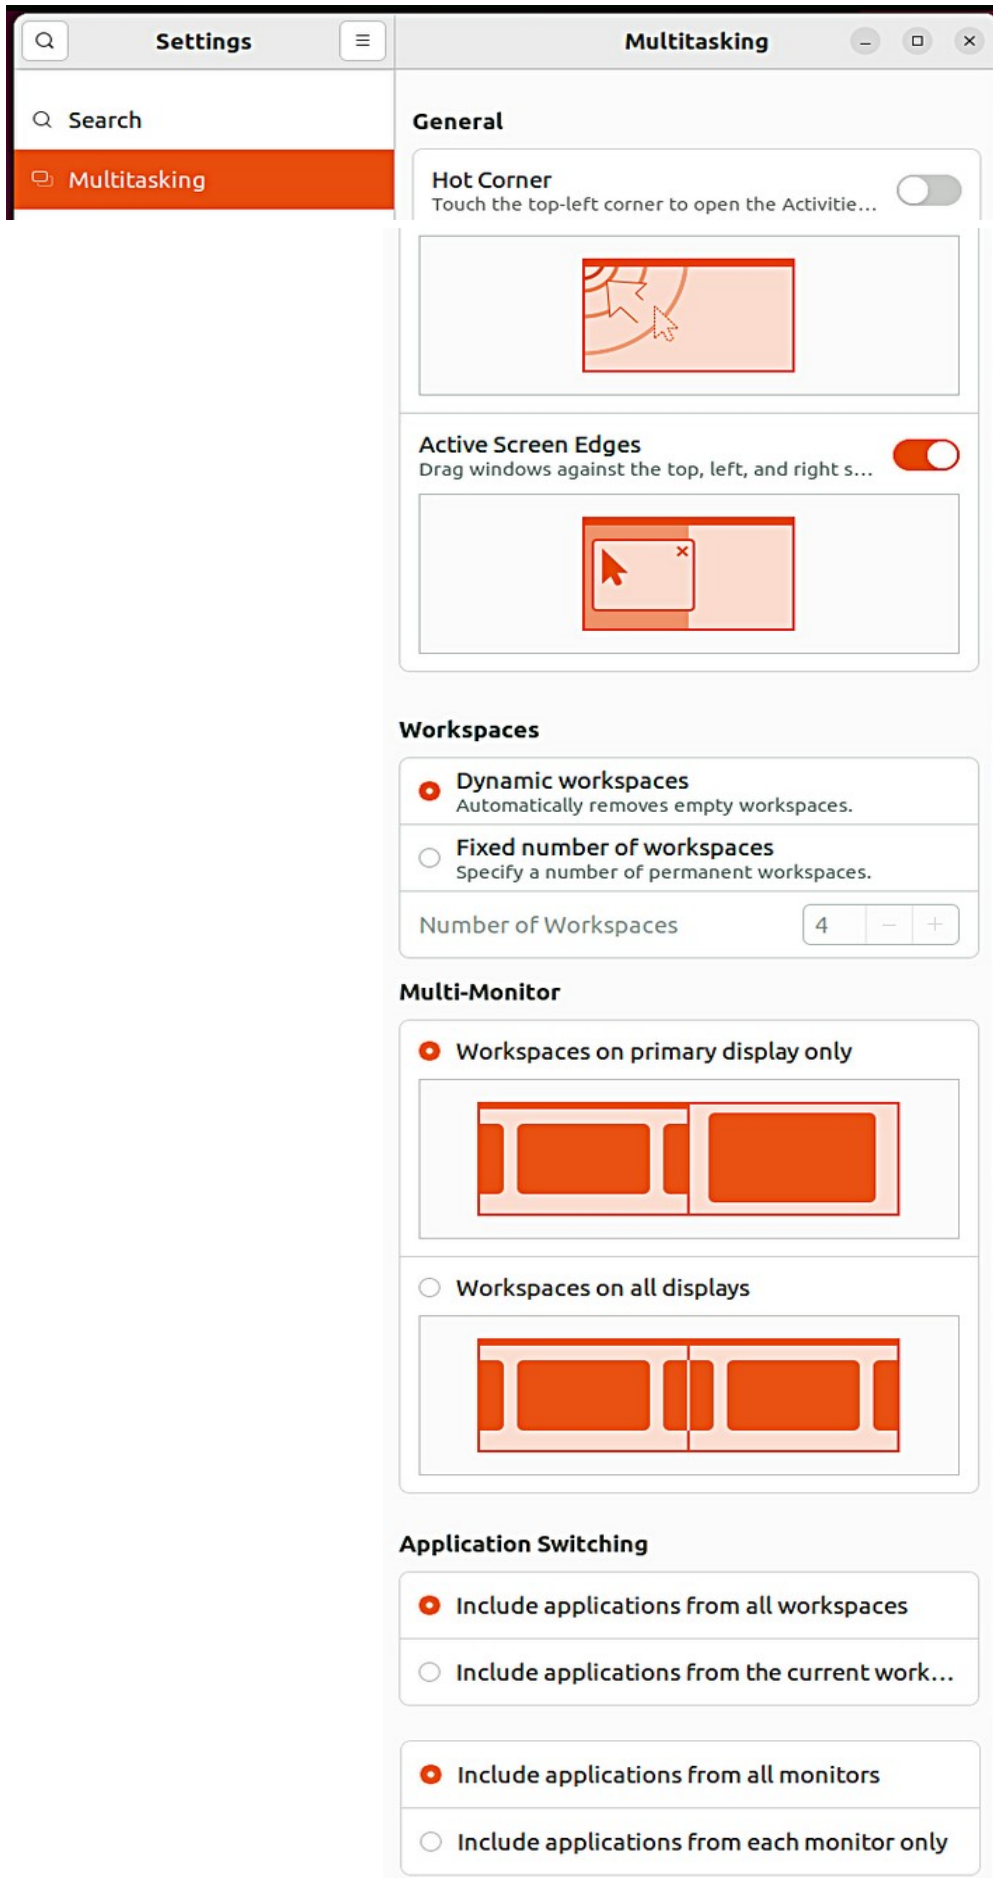 Settings
Multitasking
Search
Multitasking
General
Hot Corner
Touch the top-left corner to open the Activitie...
Active Screen Edges
Drag windows against the top, left, and right s...
Workspaces
Dynamic workspaces
Automatically removes empty workspaces.
Fixed number of workspaces
Specify a number of permanent workspaces.
Number of Workspaces 4 − +
Multi-Monitor
Workspaces on primary display only
Workspaces on all displays
Application Switching
Include applications from all workspaces
Include applications from the current work...
Include applications from all monitors
Include applications from each monitor only